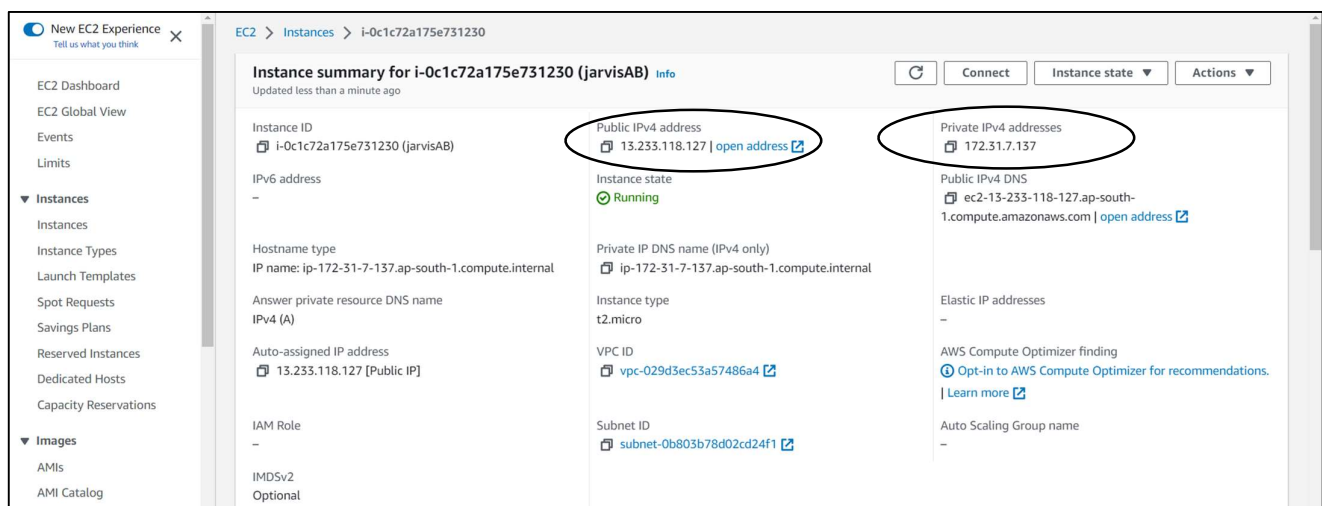 New EC2 Experience
Tell us what you think
EC2 Dashboard
EC2 Global View
Events
Limits
Instances
Instances
Instance Types
Launch Templates
Spot Requests
Savings Plans
Reserved Instances
Dedicated Hosts
Capacity Reservations
Images
AMIs
AMI Catalog
EC2 > Instances > i-0c1c72a175e731230
Instance summary for i-0c1c72a175e731230 (jarvisAB) Info
Updated less than a minute ago
Connect
Instance state
Actions
Instance ID
i-0c1c72a175e731230 (jarvisAB)
Public IPv4 address
13.233.118.127 | open address
Private IPv4 addresses
172.31.7.137
IPv6 address
–
Instance state
Running
Public IPv4 DNS
ec2-13-233-118-127.ap-south-
1.compute.amazonaws.com | open address
Hostname type
IP name: ip-172-31-7-137.ap-south-1.compute.internal
Private IP DNS name (IPv4 only)
ip-172-31-7-137.ap-south-1.compute.internal
Answer private resource DNS name
IPv4 (A)
Instance type
t2.micro
Elastic IP addresses
–
Auto-assigned IP address
13.233.118.127 [Public IP]
VPC ID
vpc-029d3ec53a57486a4
AWS Compute Optimizer finding
Opt-in to AWS Compute Optimizer for recommendations.
| Learn more
IAM Role
–
Subnet ID
subnet-0b803b78d02cd24f1
Auto Scaling Group name
–
IMDSv2
Optional